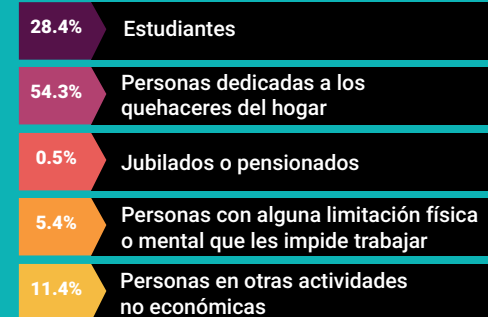 28.4% Estudiantes
54.3% Personas dedicadas a los
quehaceres del hogar
0.5% Jubilados o pensionados
5.4% Personas con alguna limitación física
o mental que les impide trabajar
11.4% Personas en otras actividades
no económicas